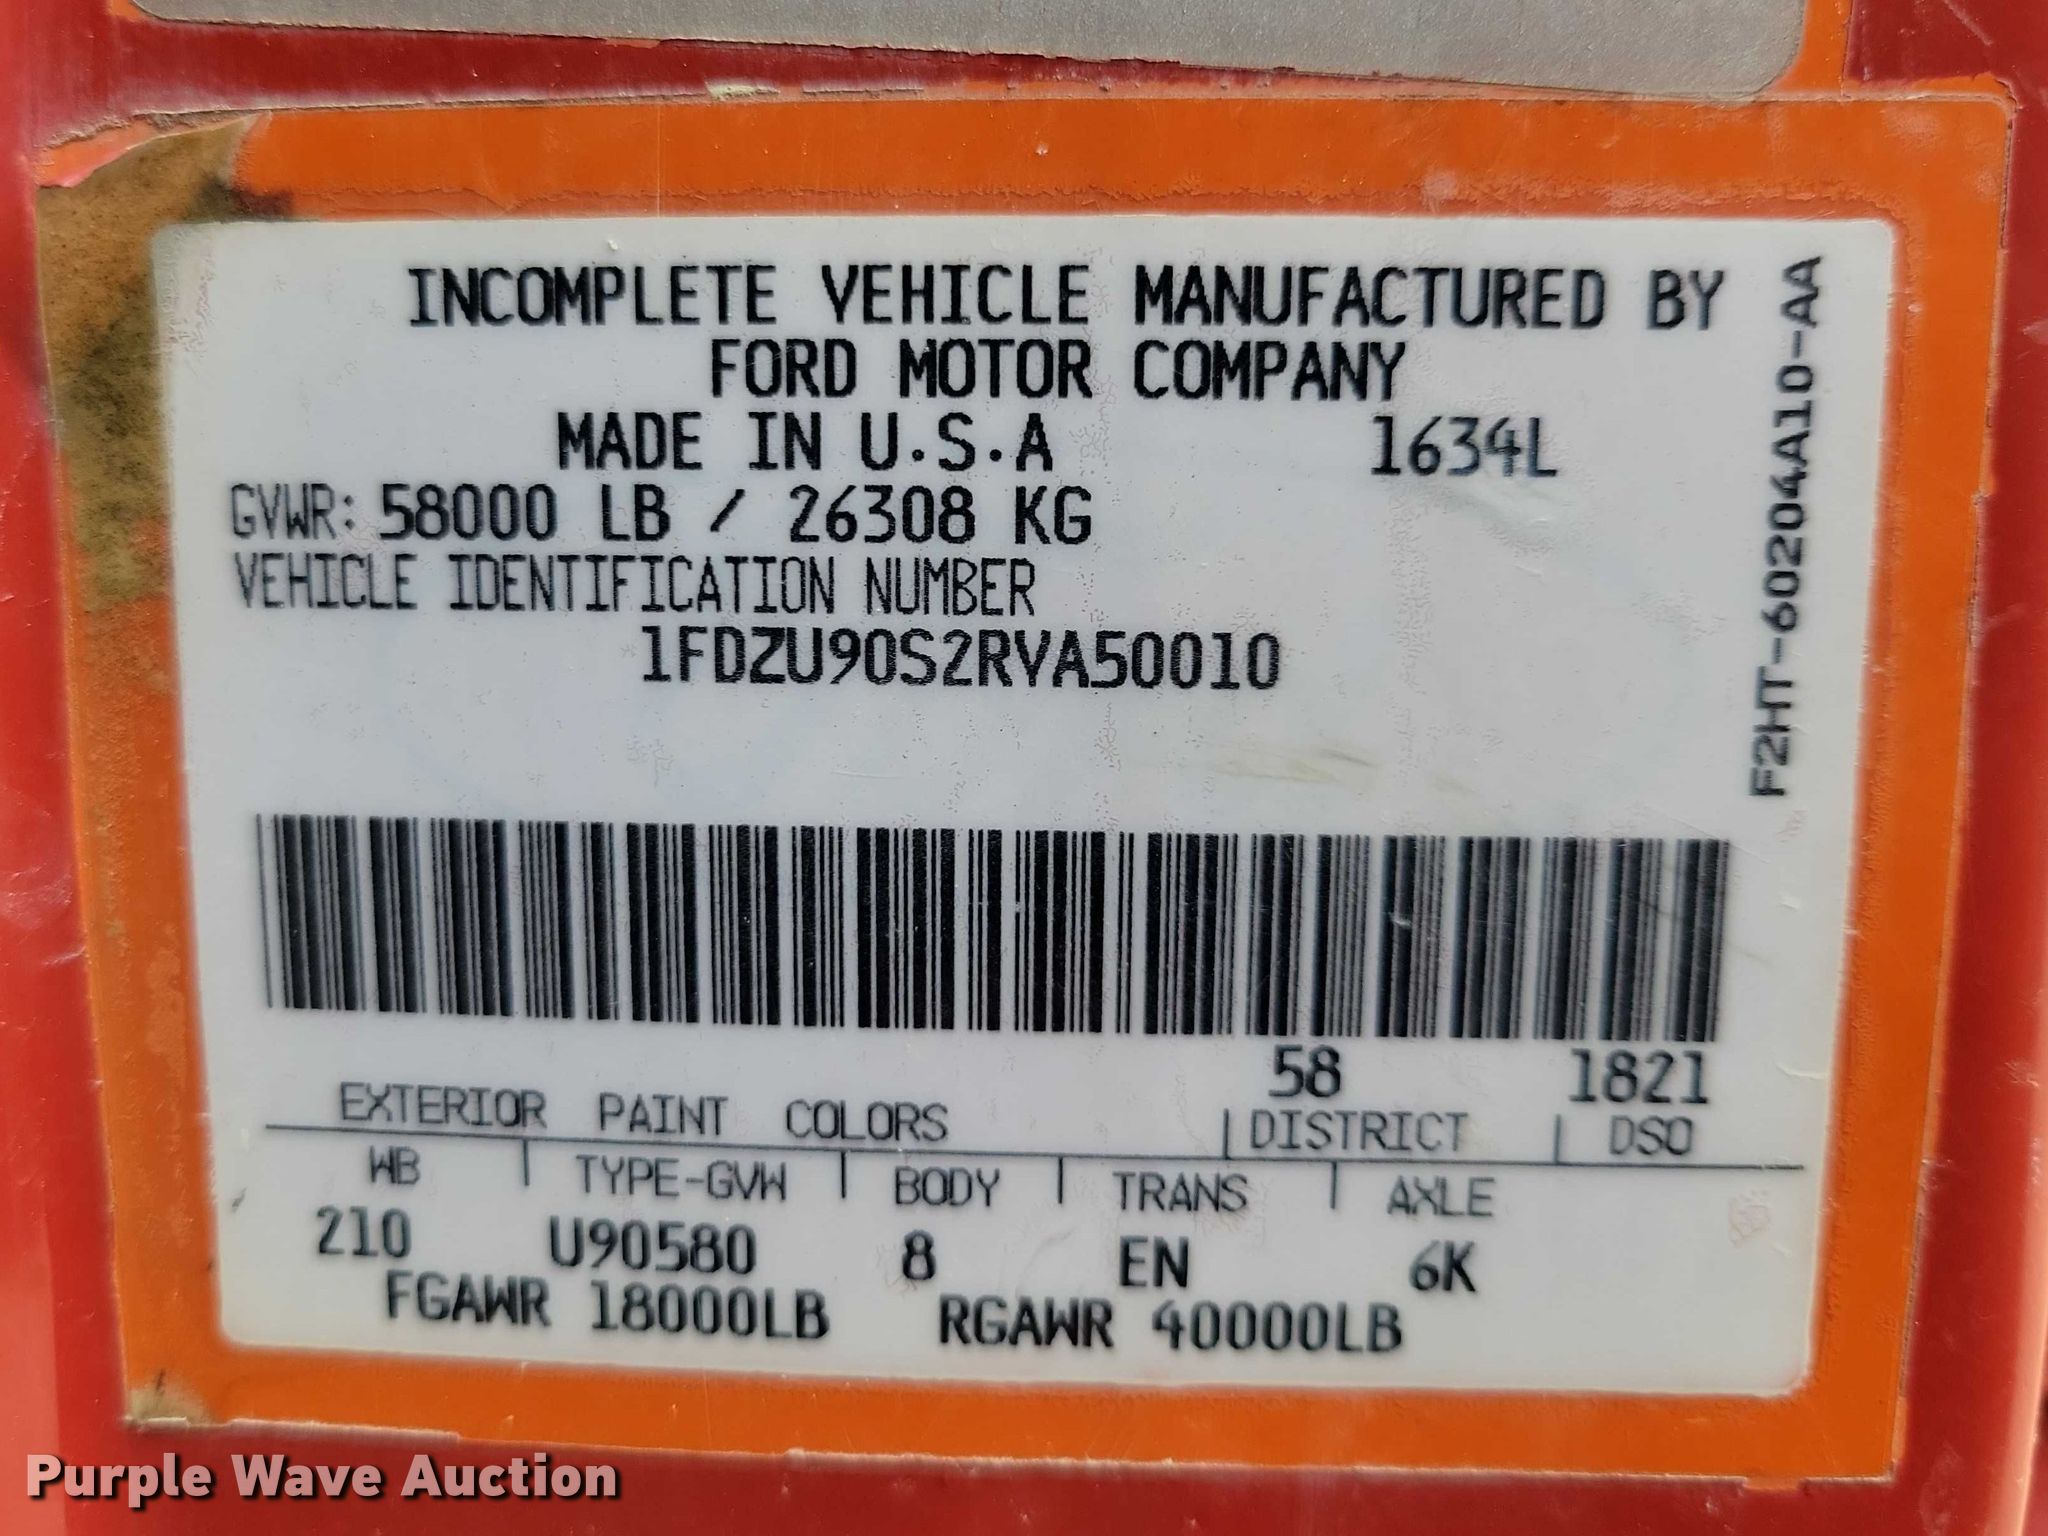 INCOMPLETE VEHICLE MANUFACTURED BY
FORD MOTOR COMPANY
MADE IN U.S.A 1634L
GVWR: 58000 LB / 26308 KG
VEHICLE IDENTIFICATION NUMBER
1FDZU90S2RVA50010
F2HT-60204A10-AA
58 1821
EXTERIOR PAINT COLORS | DISTRICT | DSO
WB | TYPE-GVW | BODY | TRANS | AXLE
210 U90580 8 EN 6K
FGAWR 18000LB RGAWR 40000LB
Purple Wave Auction